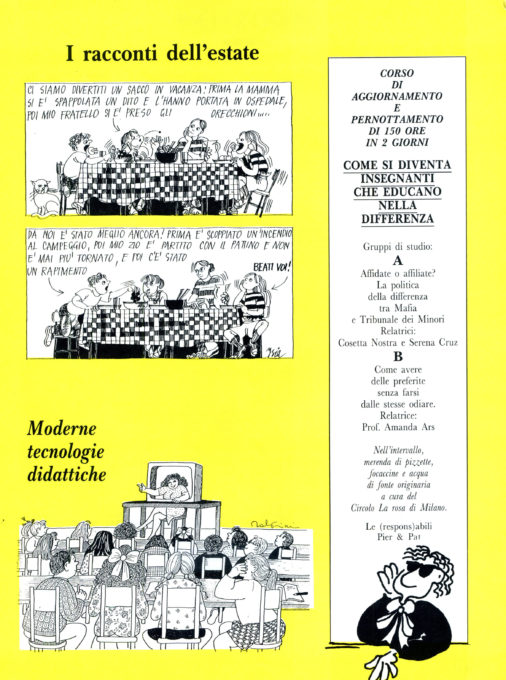 I racconti dell'estate
CI SIAMO DIVERTITI UN SACCO IN VACANZA! PRIMA LA MAMMA
SI E' SPAPPOLATA UN DITO E L'HANNO PORTATA IN OSPEDALE,
POI MIO FRATELLO SI E' PRESO GLI ORECCHIONI....
DA NOI E' STATO MEGLIO ANCORA! PRIMA E' SCOPPIATO UN'INCENDIO
AL CAMPEGGIO, POI MIO ZIO E' PARTITO CON IL PATINO E NON
E' MAI PIU' TORNATO, E POI C'E' STATO
UN RAPIMENTO
BEATI VOI!
Moderne
tecnologie
didattiche
CORSO
DI
AGGIORNAMENTO
E
PERNOTTAMENTO
DI 150 ORE
IN 2 GIORNI
COME SI DIVENTA
INSEGNANTI
CHE EDUCANO
NELLA
DIFFERENZA
Gruppi di studio:
A
Affidate o affiliate?
La politica
della differenza
tra Mafia
e Tribunale dei Minori
Relatrici:
Cosetta Nostra e Serena Cruz
B
Come avere
delle preferite
senza farsi
dalle stesse odiare.
Relatrice:
Prof. Amanda Ars
Nell'intervallo,
merenda di pizzette,
focaccine e acqua
di fonte originaria
a cura del
Circolo La rosa di Milano.
Le (respons)abili
Pier & Pat